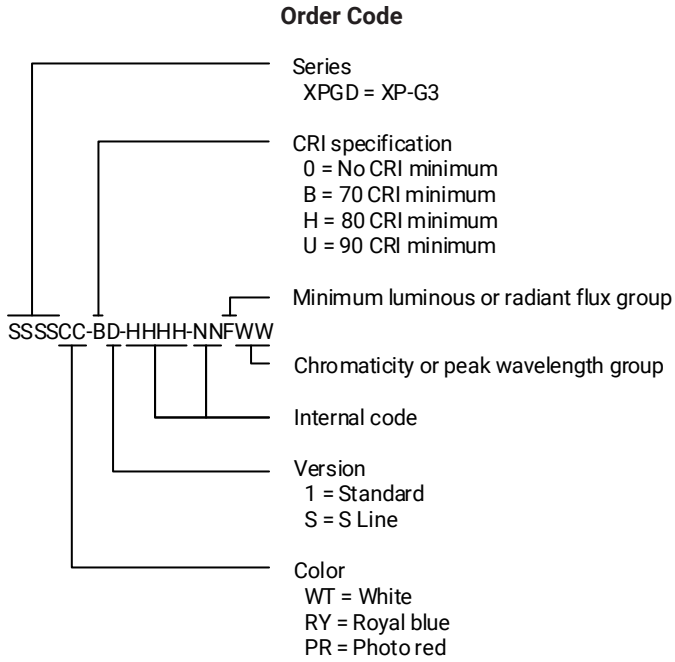 Order Code
Series
XPGD = XP-G3
CRI specification
0 = No CRI minimum
B = 70 CRI minimum
H = 80 CRI minimum
U = 90 CRI minimum
Minimum luminous or radiant flux group
SSSSCC-BD-HHHH-NNFWW
Chromaticity or peak wavelength group
Internal code
Version
1 = Standard
S = S Line
Color
WT = White
RY = Royal blue
PR = Photo red